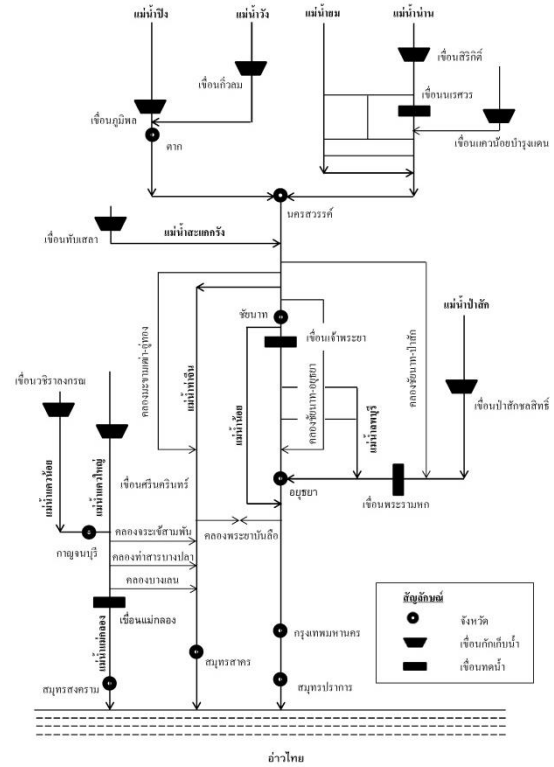 แม่น้ำปิง
แม่น้ำวัง
แม่น้ำยม
แม่น้ำน่าน
เขื่อนสิริกิติ์
เขื่อนกิ่วลม
เขื่อนนเรศวร
เขื่อนภูมิพล
ตาก
เขื่อนแควน้อยบำรุงแดน
นครสวรรค์
เขื่อนทับเสลา
แม่น้ำสะแกกรัง
ชัยนาท
เขื่อนเจ้าพระยา
แม่น้ำป่าสัก
คลองมะขามเฒ่า-อู่ทอง
แม่น้ำท่าจีน
แม่น้ำน้อย
คลองชัยนาท-อยุธยา
แม่น้ำลพบุรี
คลองชัยนาท-ป่าสัก
เขื่อนป่าสักชลสิทธิ์
เขื่อนวชิราลงกรณ
เขื่อนศรีนครินทร์
แม่น้ำแควน้อย
แม่น้ำแควใหญ่
อยุธยา
เขื่อนพระรามหก
กาญจนบุรี
คลองจระเข้สามพัน
คลองพระยาบันลือ
คลองท่าสารบางปลา
คลองบางเลน
เขื่อนแม่กลอง
แม่น้ำแม่กลอง
สมุทรสงคราม
สมุทรสาคร
กรุงเทพมหานคร
สมุทรปราการ
สัญลักษณ์
จังหวัด
เขื่อนกักเก็บน้ำ
เขื่อนทดน้ำ
อ่าวไทย